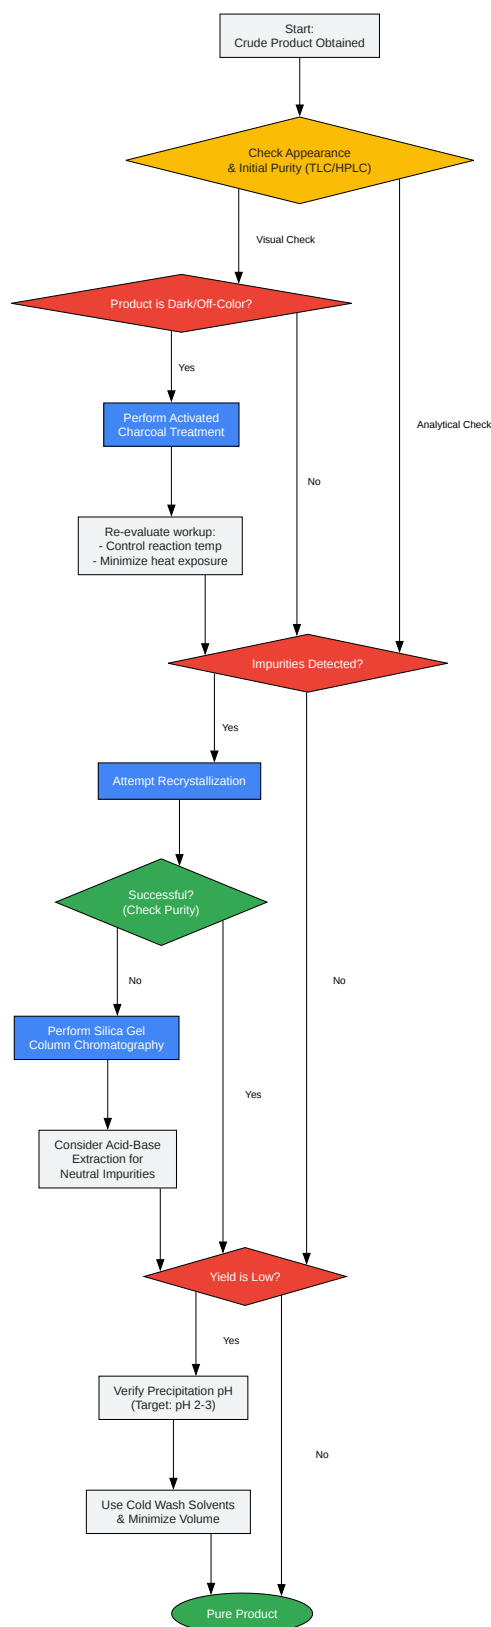 Start:
Crude Product Obtained
Check Appearance
& Initial Purity (TLC/HPLC)
Visual Check
Product is Dark/Off-Color?
Yes
Perform Activated
Charcoal Treatment
Analytical Check
No
Re-evaluate workup:
- Control reaction temp
- Minimize heat exposure
Impurities Detected?
Yes
Attempt Recrystallization
Successful?
(Check Purity)
No
No
Perform Silica Gel
Column Chromatography
Yes
Consider Acid-Base
Extraction for
Neutral Impurities
Yield is Low?
Yes
Verify Precipitation pH
(Target: pH 2-3)
No
Use Cold Wash Solvents
& Minimize Volume
Pure Product